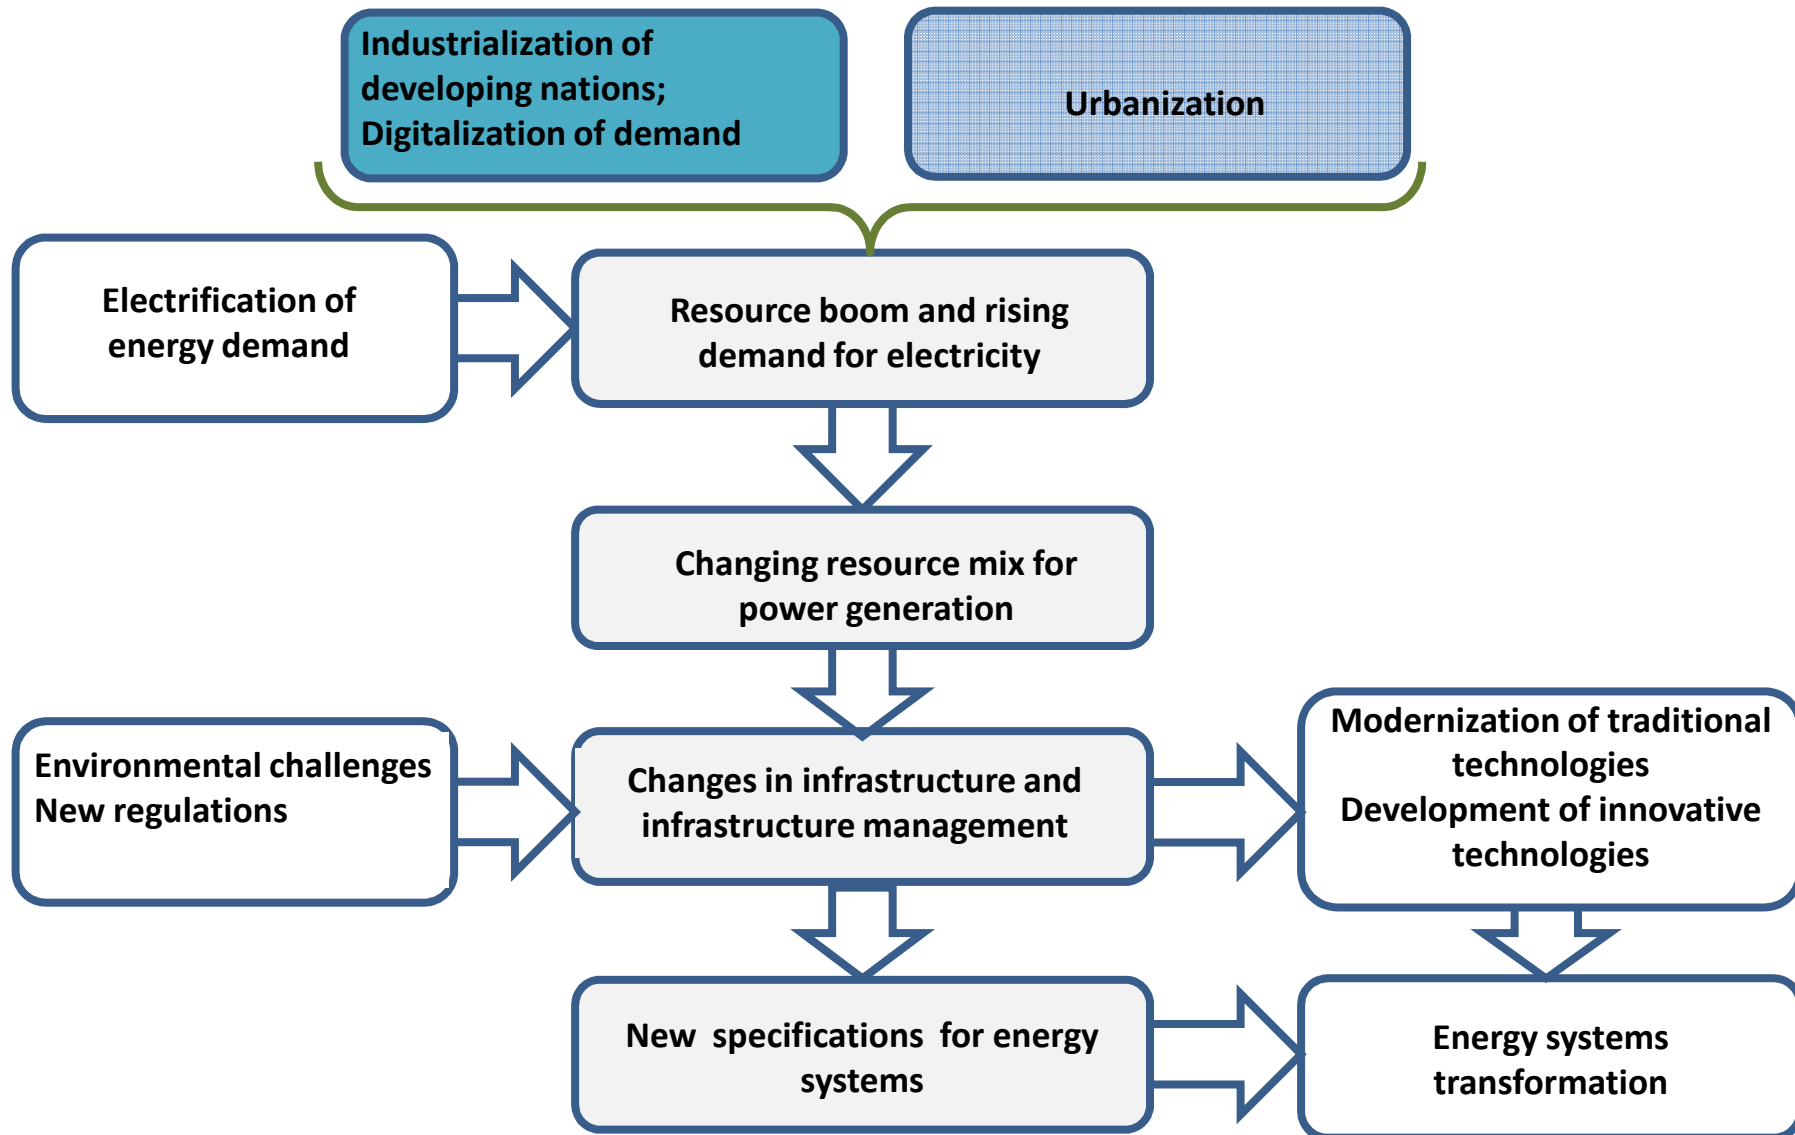 Industrialization of
developing nations;
Digitalization of demand
Urbanization
Electrification of
energy demand
Resource boom and rising
demand for electricity
Changing resource mix for
power generation
Environmental challenges
New regulations
Changes in infrastructure and
infrastructure management
Modernization of traditional
technologies
Development of innovative
technologies
New specifications for energy
systems
Energy systems
transformation